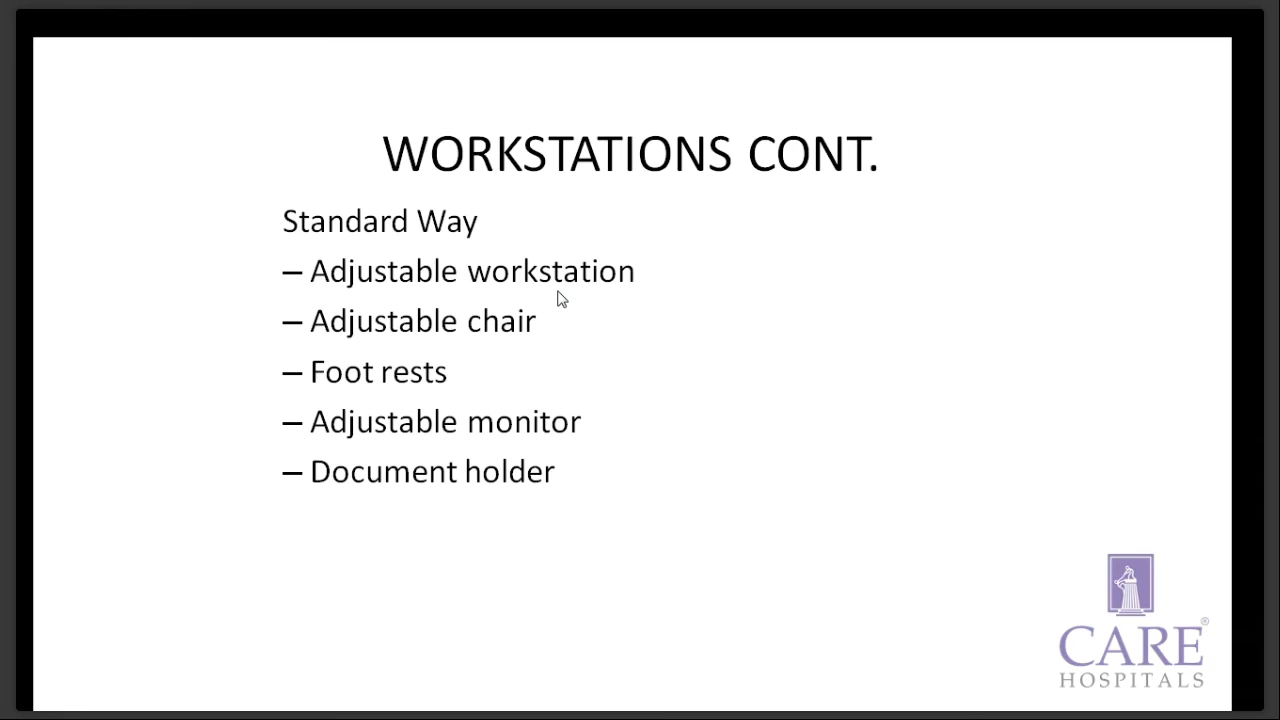 WORKSTATIONS CONT.
Standard Way
– Adjustable workstation
– Adjustable chair
– Foot rests
– Adjustable monitor
– Document holder
CARE®
HOSPITALS